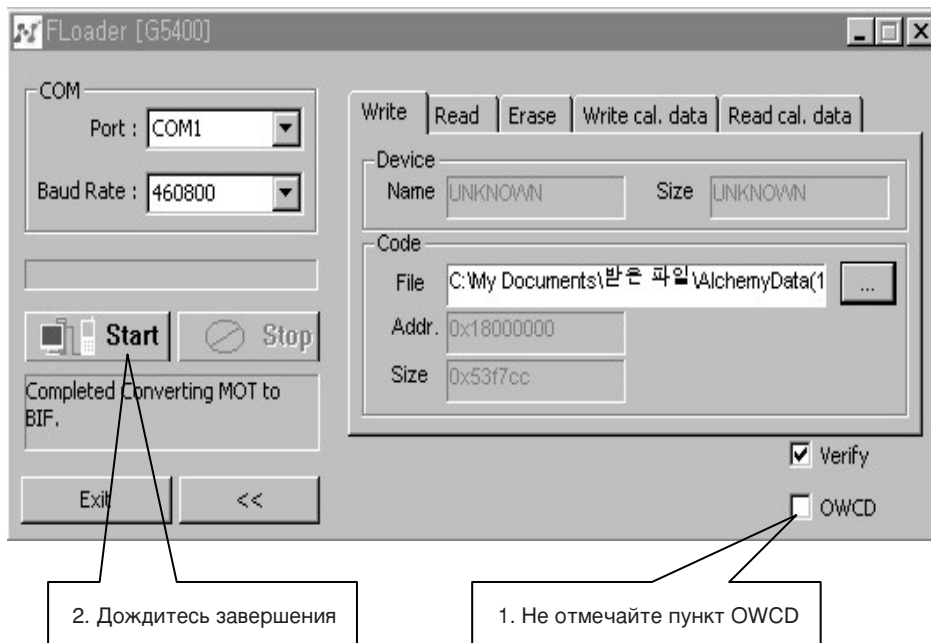 FLoader [G5400]
COM
Port : COM1
Baud Rate : 460800
Start Stop
Completed Converting MOT to
BIF.
Exit <<
Write Read Erase Write cal. data Read cal. data
Device
Name UNKNOWN Size UNKNOWN
Code
File C:\My Documents\받은 파일\AlchemyData(1 ...
Addr. 0x18000000
Size 0x53f7cc
Verify
OWCD
2. Дождитесь завершения
1. Не отмечайте пункт OWCD